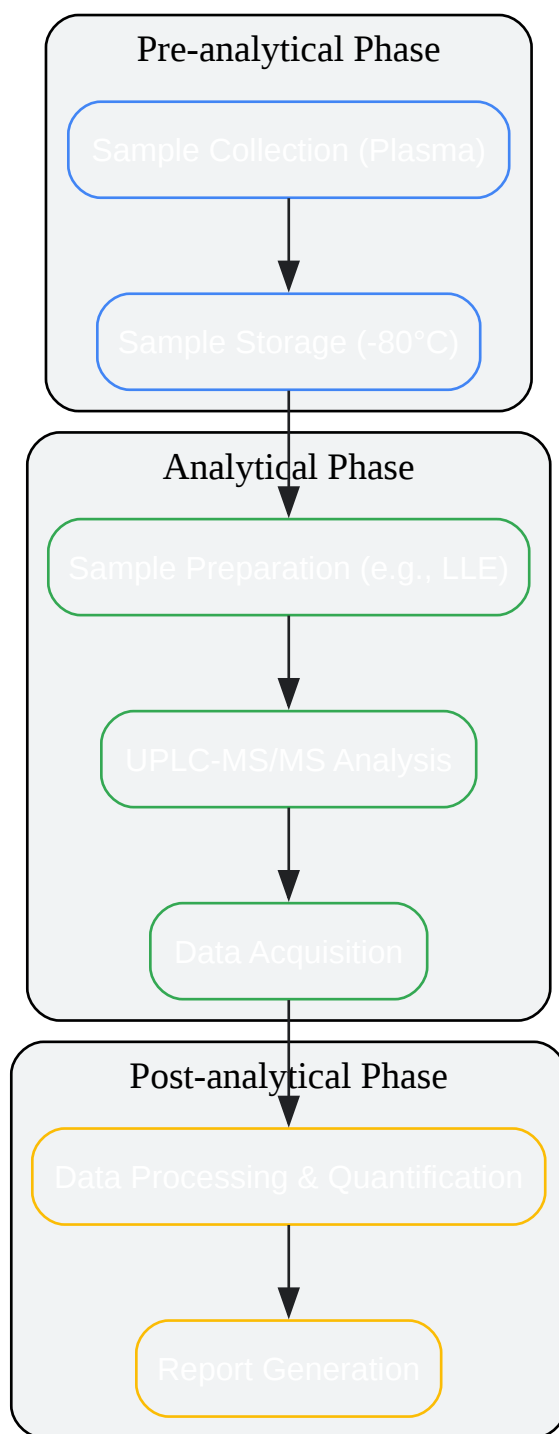 Pre-analytical Phase
Sample Collection (Plasma)
Sample Storage (-80°C)
Analytical Phase
Sample Preparation (e.g., LLE)
UPLC-MS/MS Analysis
Data Acquisition
Post-analytical Phase
Data Processing & Quantification
Report Generation